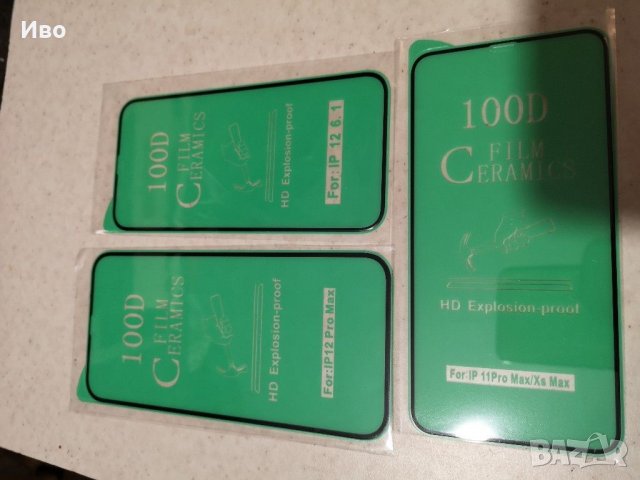 Иво
100D
FILM
CERAMICS
HD Explosion-proof
For: IP 12 6.1
100D
FILM
CERAMICS
HD Explosion-proof
For:IP12 Pro Max
100D
FILM
CERAMICS
HD Explosion-proof
For:IP 11Pro Max/Xs Max
bazar